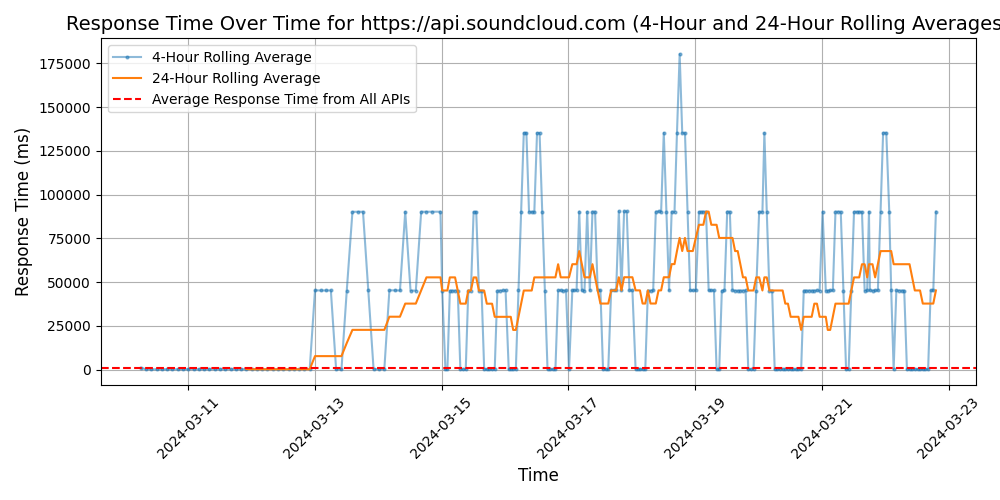 Response Time Over Time for https://api.soundcloud.com (4-Hour and 24-Hour Rolling Averages
4-Hour Rolling Average
24-Hour Rolling Average
Average Response Time from All APIs
Response Time (ms)
175000
150000
125000
100000
75000
50000
25000
0
2024-03-11
2024-03-13
2024-03-15
2024-03-17
2024-03-19
2024-03-21
2024-03-23
Time